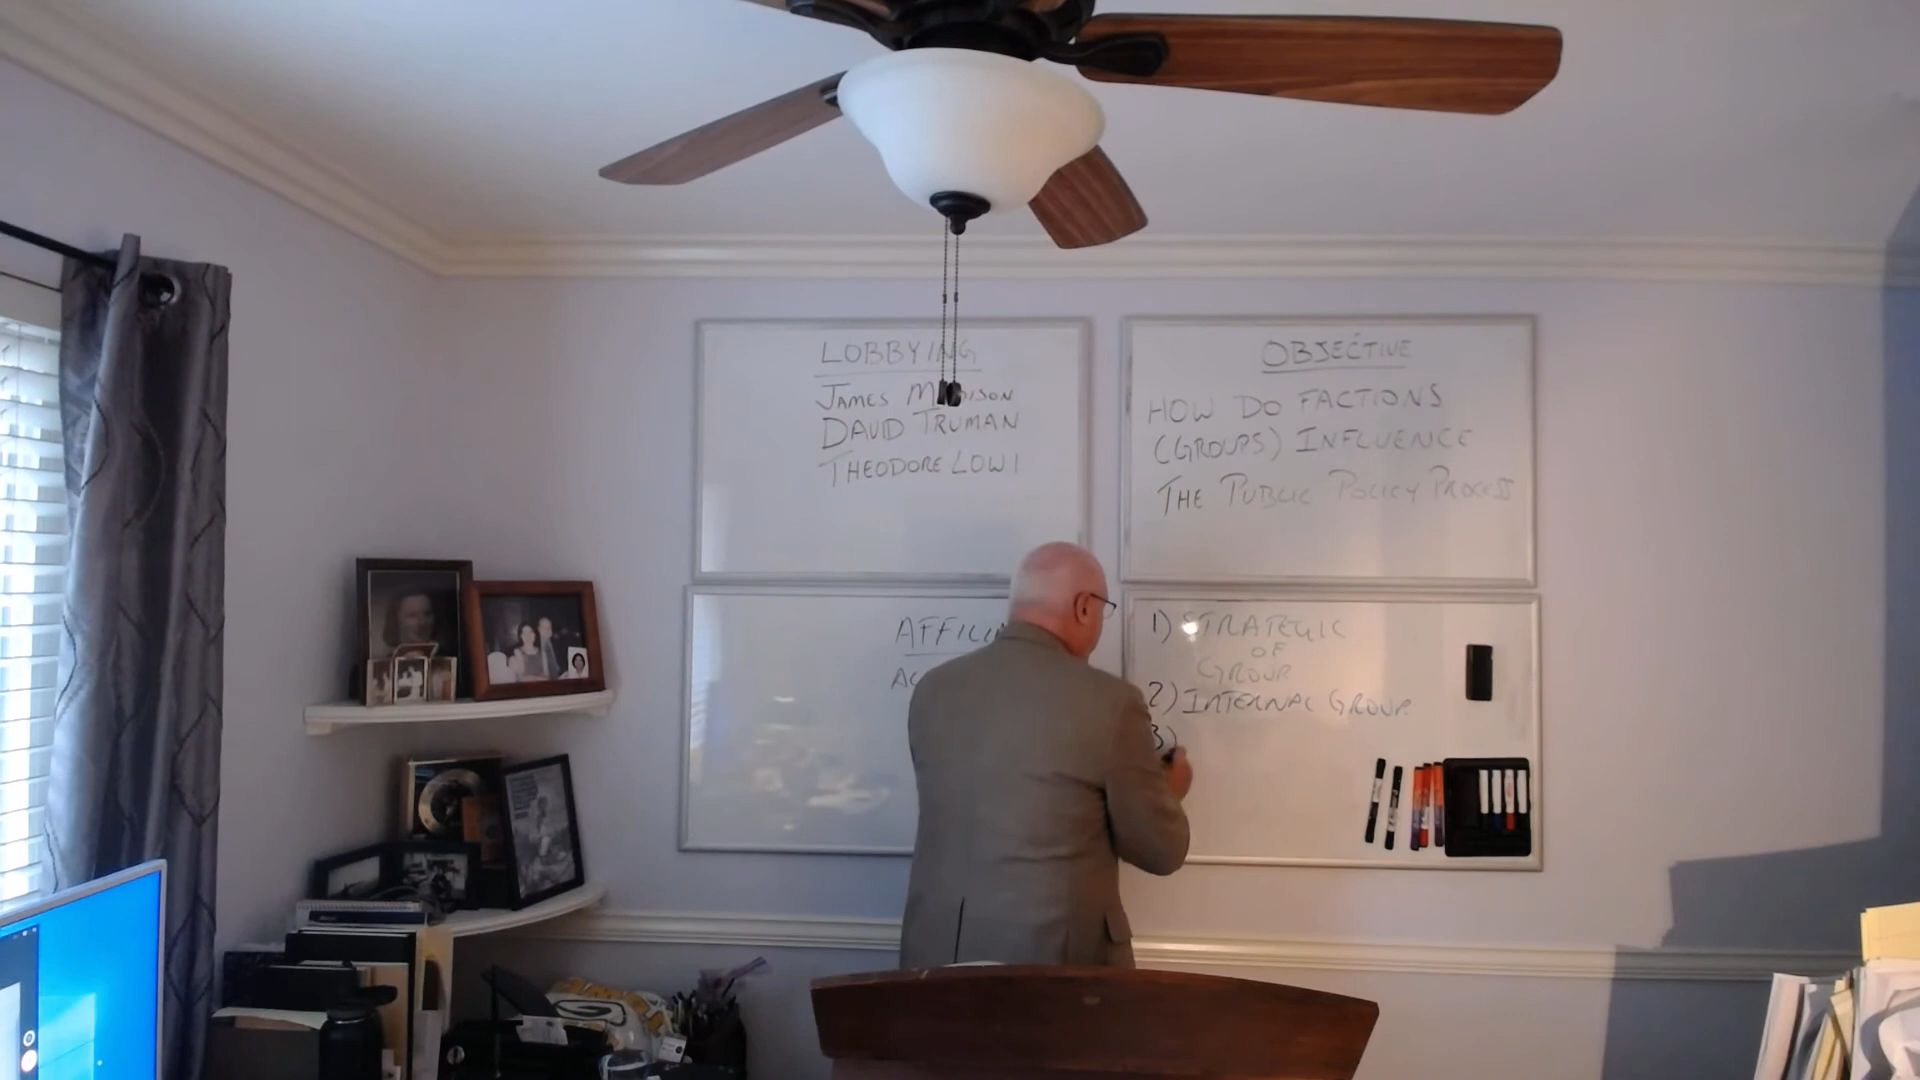 LOBBYING
JAMES MADISON
DAVID TRUMAN
THEODORE LOWI
OBJECTIVE
HOW DO FACTIONS
(GROUPS) INFLUENCE
THE PUBLIC POLICY PROCESS
1) STRATEGIC
OF
GROUP
2) INTERNAL GROUP
3)